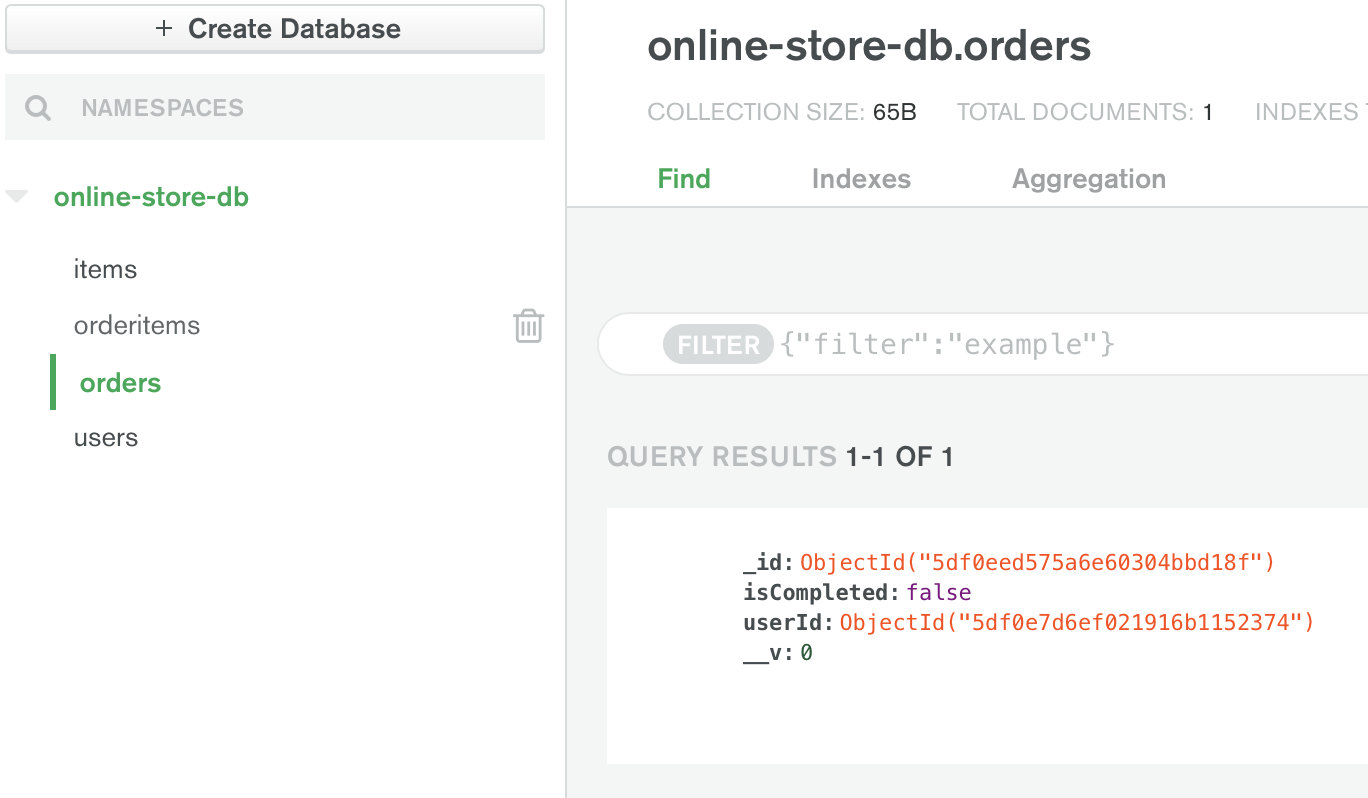 + Create Database
NAMESPACES
online-store-db
items
orderitems
orders
users
online-store-db.orders
COLLECTION SIZE: 65B TOTAL DOCUMENTS: 1 INDEXES
Find Indexes Aggregation
FILTER {"filter":"example"}
QUERY RESULTS 1-1 OF 1
_id: ObjectId("5df0eed575a6e60304bbd18f")
isCompleted: false
userId: ObjectId("5df0e7d6ef021916b1152374")
__v: 0